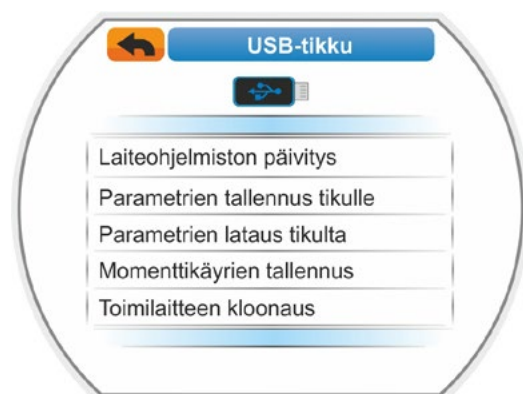 USB-tikku
Laiteohjelmiston päivitys
Parametrien tallennus tikulle
Parametrien lataus tikulta
Momenttikäyrien tallennus
Toimilaitteen kloonaus